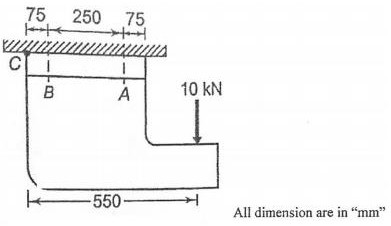 75 250 75
C
B A
10 kN
550
All dimension are in “mm”